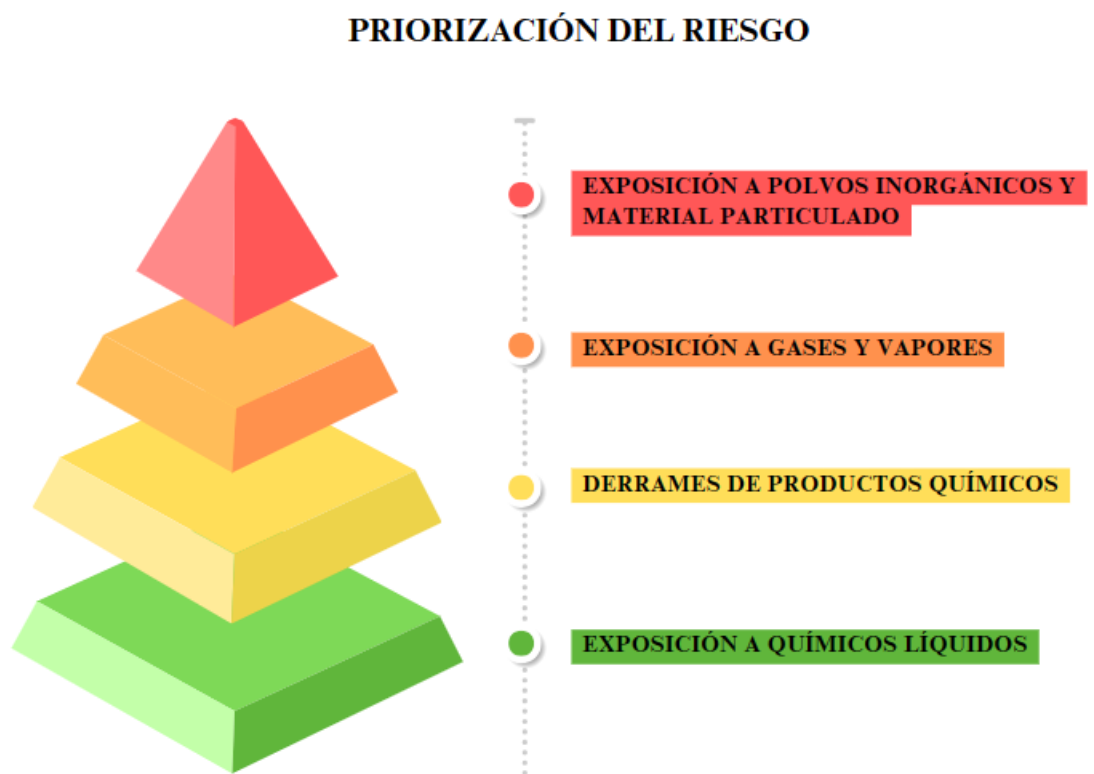 PRIORIZACIÓN DEL RIESGO
EXPOSICIÓN A POLVOS INORGÁNICOS Y
MATERIAL PARTICULADO
EXPOSICIÓN A GASES Y VAPORES
DERRAMES DE PRODUCTOS QUÍMICOS
EXPOSICIÓN A QUÍMICOS LÍQUIDOS